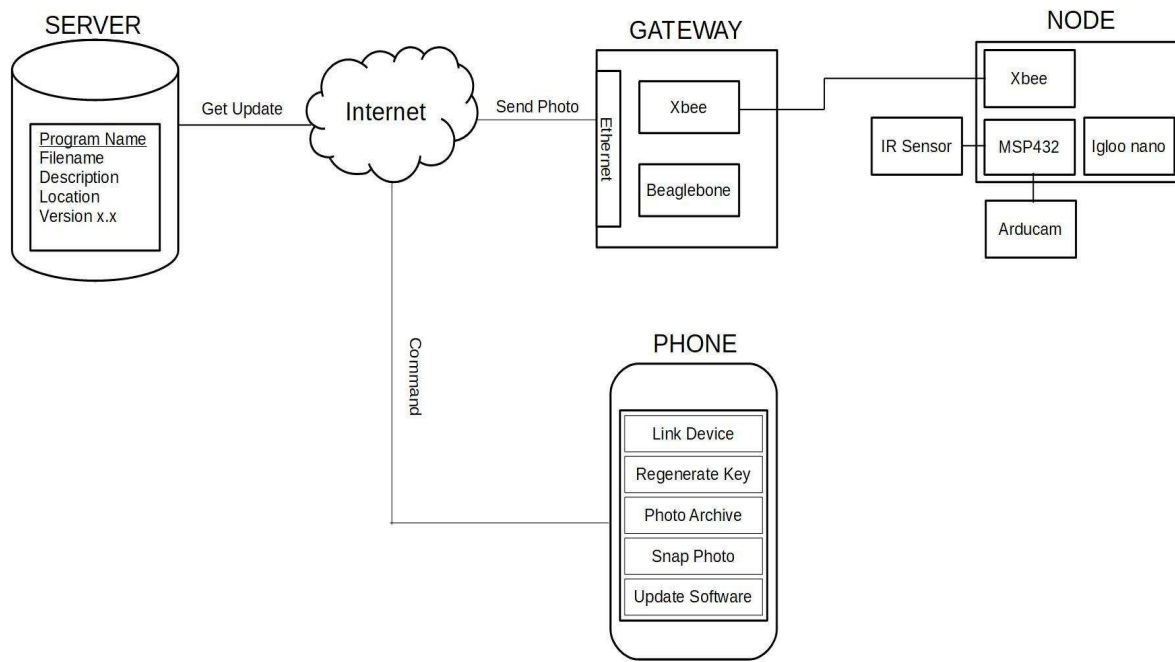 SERVER
Program Name
Filename
Description
Location
Version x.x
Get Update
Internet
Send Photo
GATEWAY
Ethernet
Xbee
Beaglebone
NODE
Xbee
IR Sensor
MSP432
Igloo nano
Arducam
Command
PHONE
Link Device
Regenerate Key
Photo Archive
Snap Photo
Update Software